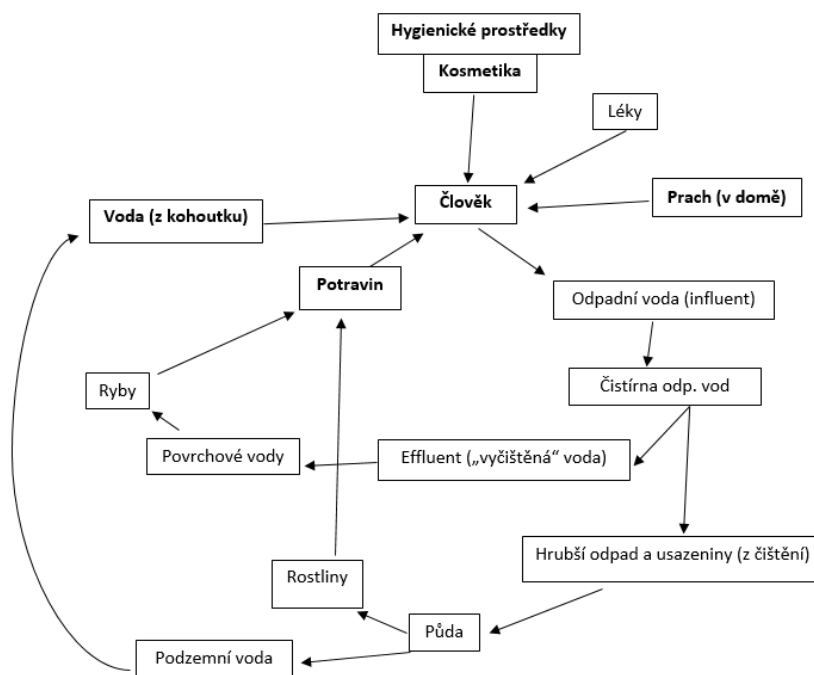 Hygienické prostředky
Kosmetika
Léky
Člověk
Prach (v domě)
Voda (z kohoutku)
Potravin
Odpadní voda (influent)
Ryby
Čistírna odp. vod
Povrchové vody
Effluent („vyčištěná“ voda)
Hrubší odpad a usazeniny (z čištění)
Rostliny
Půda
Podzemní voda